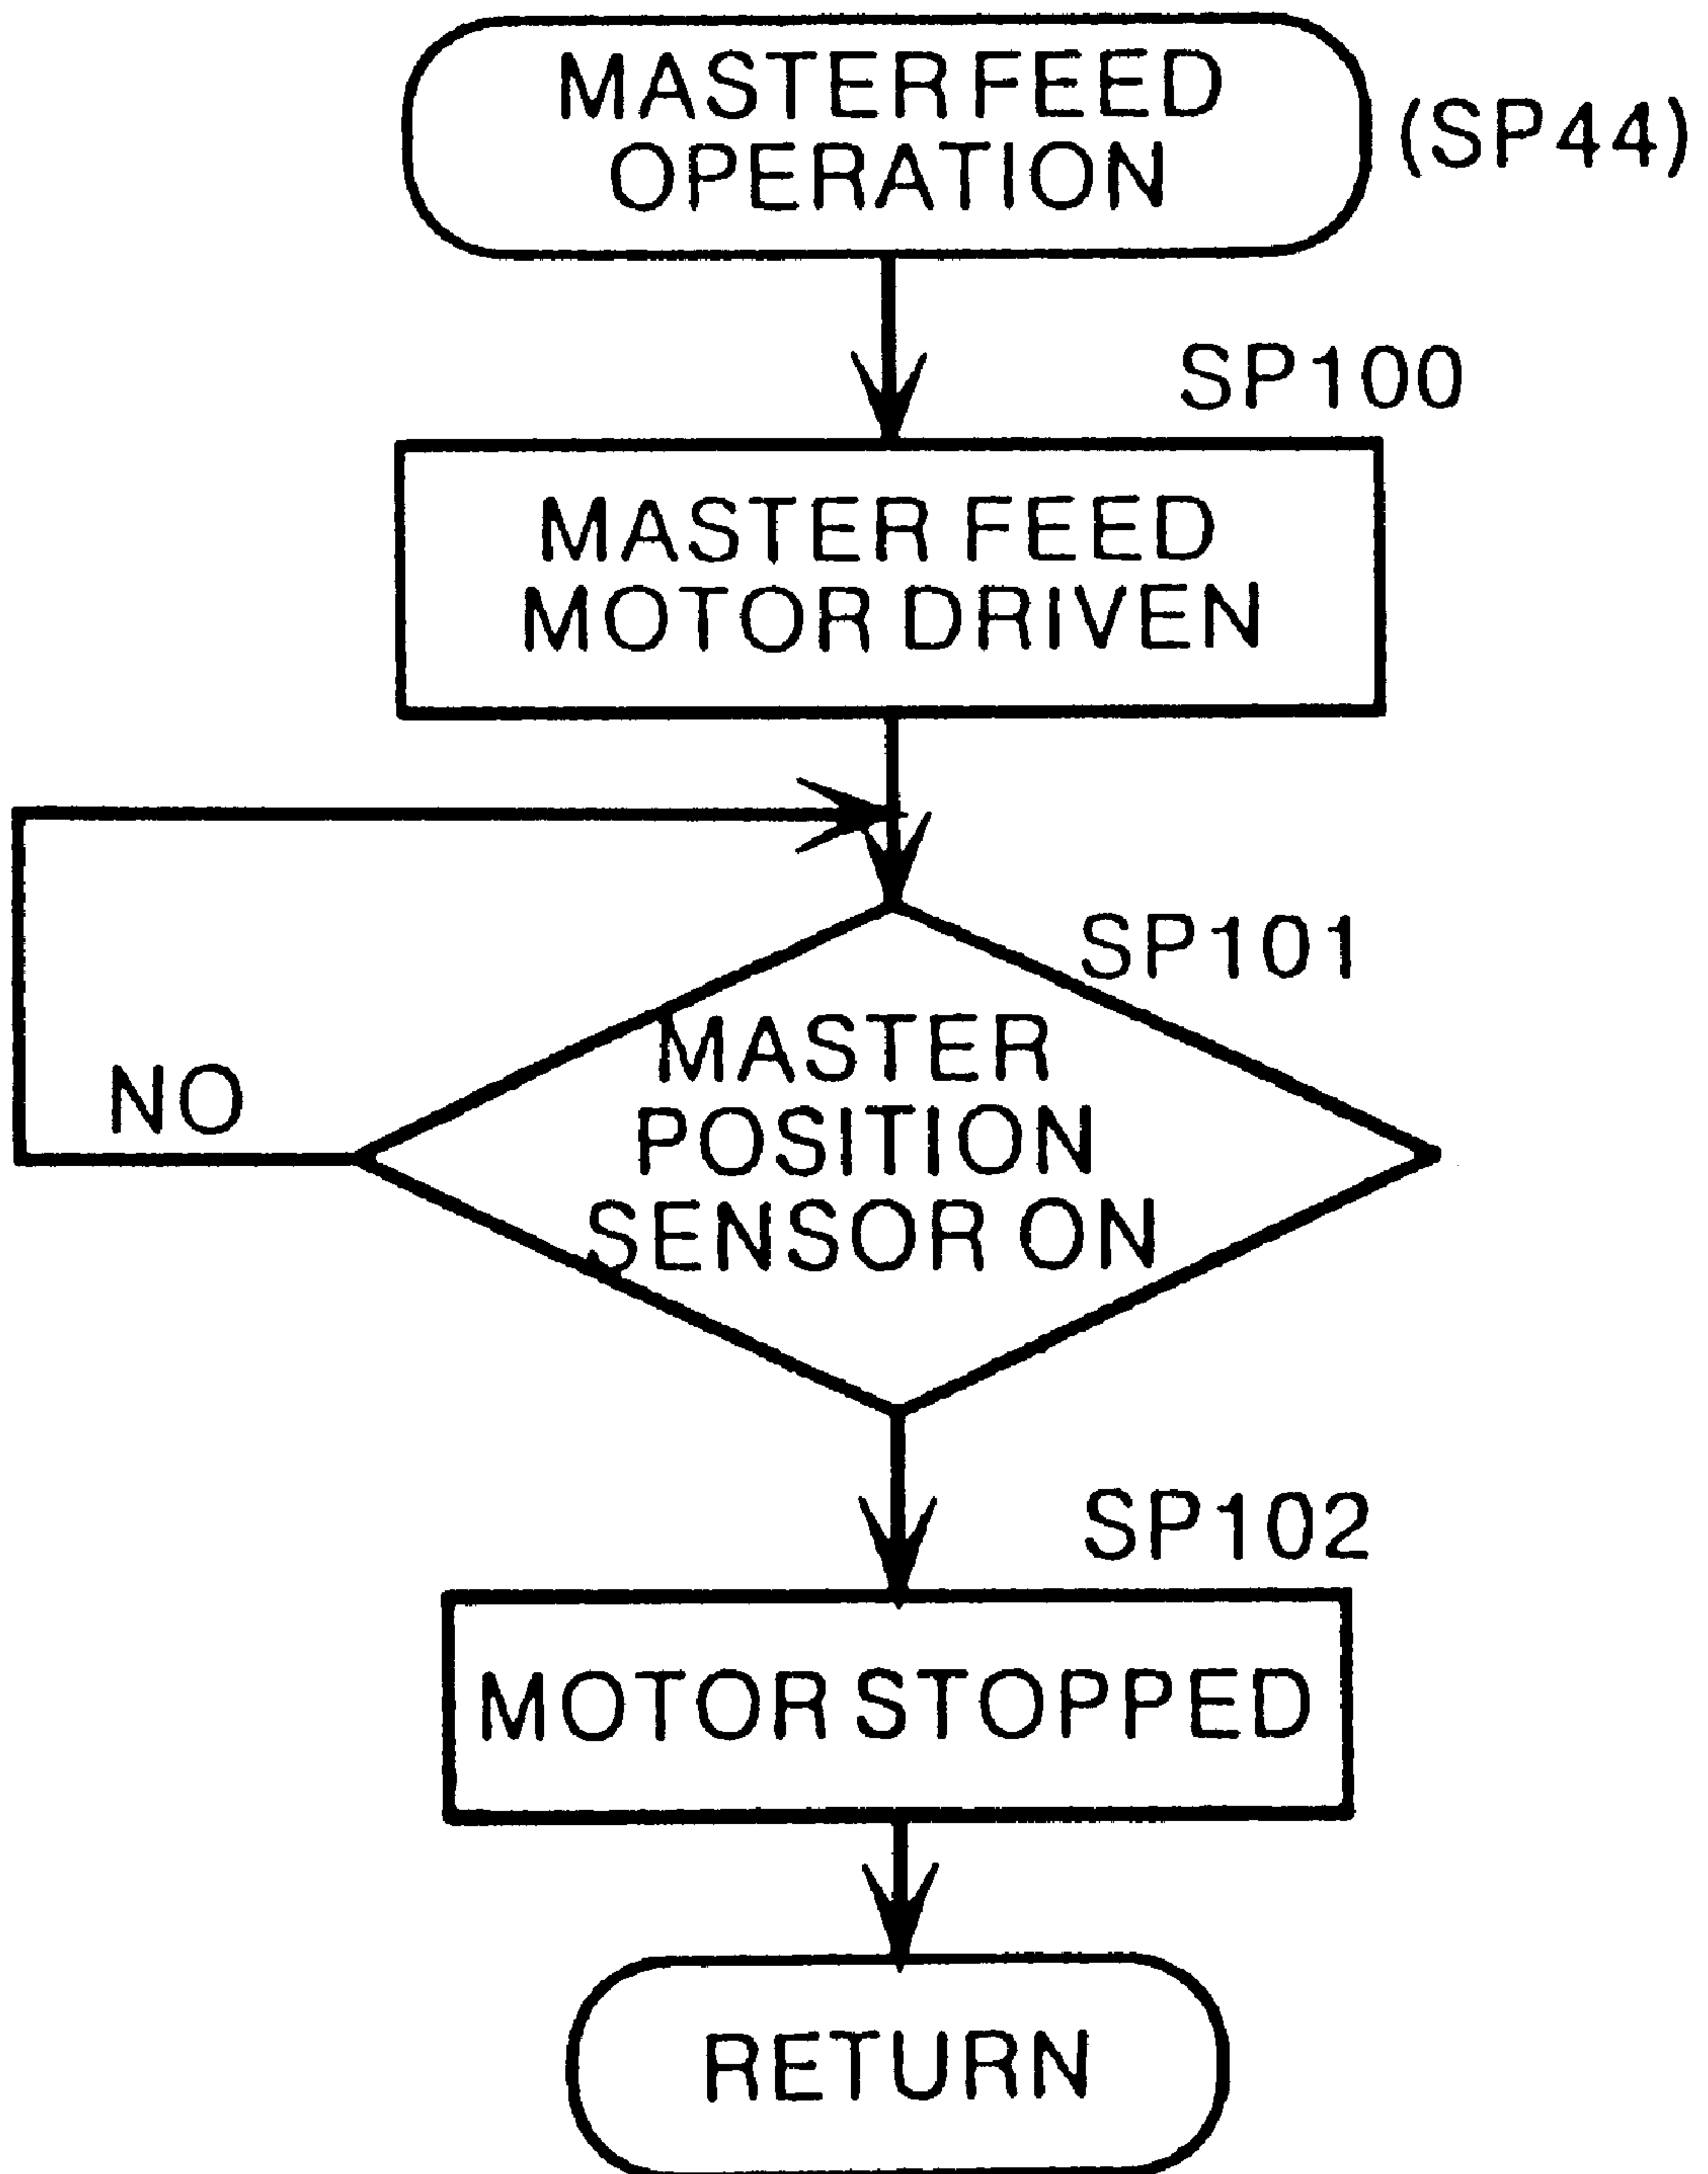 MASTER FEED
OPERATION
(SP44)
SP100
MASTER FEED
MOTOR DRIVEN
SP101
MASTER
POSITION
SENSOR ON
NO
SP102
MOTOR STOPPED
RETURN